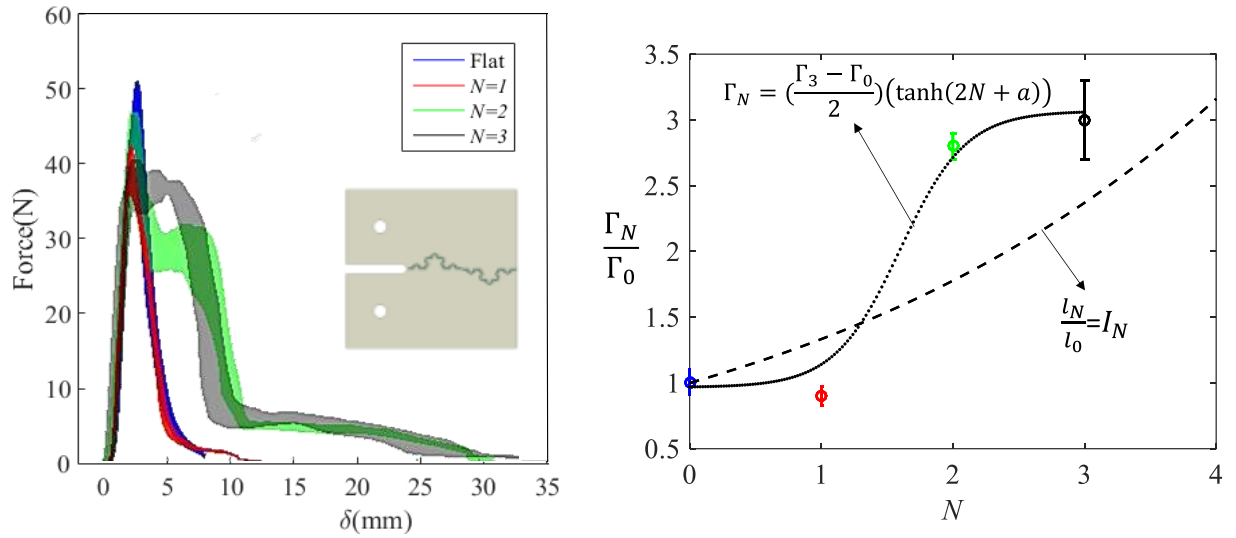 60
50
40
30
20
10
0
Force(N)
0 5 10 15 20 25 30 35
δ(mm)
Flat
N=1
N=2
N=3
3.5
3
2.5
2
1.5
1
0.5
Γ_N/Γ_0
0 1 2 3 4
N
Γ_N = ((Γ_3 − Γ_0)/2)(tanh(2N + a))
l_N/l_0=I_N